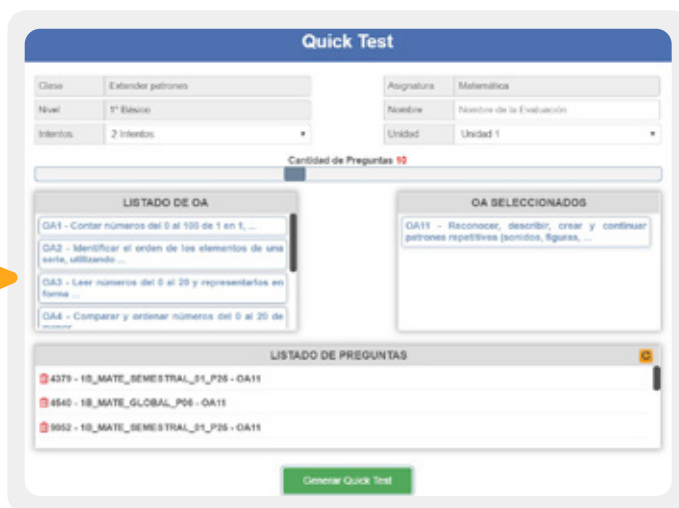 Quick Test
Clase Extender patrones Asignatura Matemática
Nivel 1° Básico Nombre Nombre de la Evaluación
Intentos 2 Intentos Unidad Unidad 1
Cantidad de Preguntas 10
LISTADO DE OA
OA1 - Contar números del 0 al 100 de 1 en 1, ...
OA2 - Identificar el orden de los elementos de una
serie, utilizando ...
OA3 - Leer números del 0 al 20 y representarlos en
forma ...
OA4 - Comparar y ordenar números del 0 al 20 de
menor
OA SELECCIONADOS
OA11 - Reconocer, describir, crear y continuar
patrones repetitivos (sonidos, figuras, ...
LISTADO DE PREGUNTAS
4379 - 1B_MATE_SEMESTRAL_01_P25 - OA11
4540 - 1B_MATE_GLOBAL_P06 - OA11
9052 - 1B_MATE_SEMESTRAL_01_P25 - OA11
Generar Quick Test